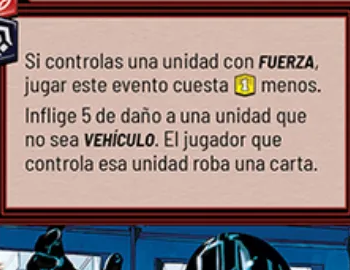 Si controlas una unidad con FUERZA,
jugar este evento cuesta 1 menos.
Inflige 5 de daño a una unidad que
no sea VEHÍCULO. El jugador que
controla esa unidad roba una carta.